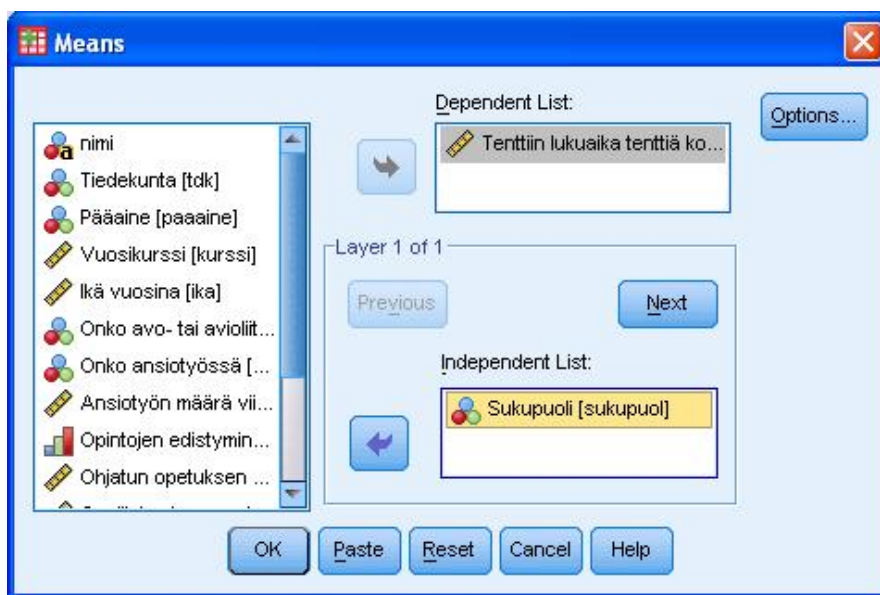 Means
nimi
Tiedekunta [tdk]
Pääaine [paaaine]
Vuosikurssi [kurssi]
Ikä vuosina [ika]
Onko avo- tai avioliit...
Onko ansiotyössä [...
Ansiotyön määrä vii...
Opintojen edistymin...
Ohjatun opetuksen ...
Dependent List:
Tenttiin lukuaika tenttiä ko...
Options...
Layer 1 of 1
Previous
Next
Independent List:
Sukupuoli [sukupuol]
OK
Paste
Reset
Cancel
Help